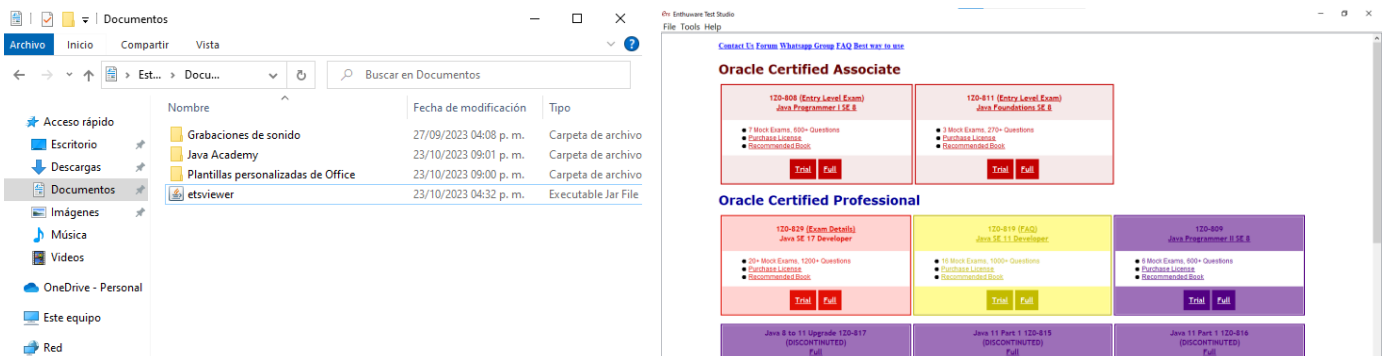 Documentos
Archivo Inicio Compartir Vista
Est... Docu... Buscar en Documentos
Nombre Fecha de modificación Tipo
Acceso rápido
Escritorio
Descargas
Documentos
Imágenes
Música
Videos
OneDrive - Personal
Este equipo
Red
Grabaciones de sonido 27/09/2023 04:08 p. m. Carpeta de archivo
Java Academy 23/10/2023 09:01 p. m. Carpeta de archivo
Plantillas personalizadas de Office 23/10/2023 09:00 p. m. Carpeta de archivo
etsviewer 23/10/2023 04:32 p. m. Executable Jar File
Enthuware Test Studio
File Tools Help
Contact Us Forum Whatsapp Group FAQ Best way to use
Oracle Certified Associate
1Z0-808 (Entry Level Exam)
Java Programmer I SE 8
7 Mock Exams, 600+ Questions
Purchase License
Recommended Book
Trial Full
1Z0-811 (Entry Level Exam)
Java Foundations SE 8
3 Mock Exams, 270+ Questions
Purchase License
Recommended Book
Trial Full
Oracle Certified Professional
1Z0-829 (Exam Details)
Java SE 17 Developer
20+ Mock Exams, 1200+ Questions
Purchase License
Recommended Book
Trial Full
1Z0-819 (FAQ)
Java SE 11 Developer
16 Mock Exams, 1000+ Questions
Purchase License
Recommended Book
Trial Full
1Z0-809
Java Programmer II SE 8
6 Mock Exams, 600+ Questions
Purchase License
Recommended Book
Trial Full
Java 8 to 11 Upgrade 1Z0-817
(DISCONTINUTED)
Full
Java 11 Part 1 1Z0-815
(DISCONTINUTED)
Full
Java 11 Part 1 1Z0-816
(DISCONTINUTED)
Full